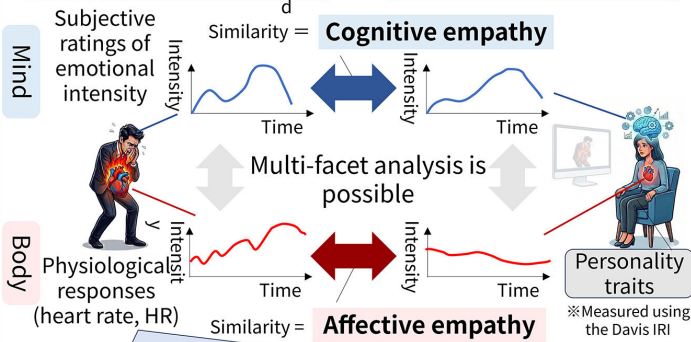 d
Mind
Subjective
ratings of
emotional
intensity
Similarity = Cognitive empathy
Intensity
Time
Intensity
Time
Multi-facet analysis is
possible
Body
Physiological
responses
(heart rate, HR)
Intensit
y
Time
Intensity
Time
Similarity = Affective empathy
Personality
traits
※Measured using
the Davis IRI